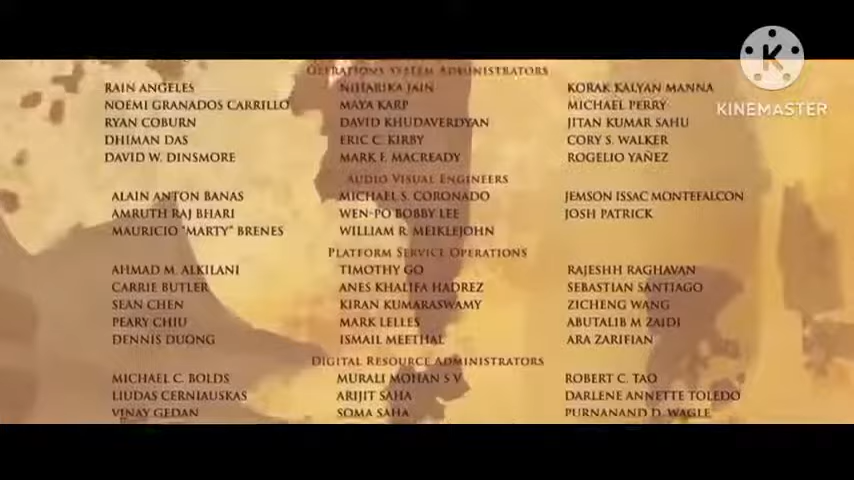 OPERATIONS SYSTEM ADMINISTRATORS
RAIN ANGELES NIHARIKA JAIN KORAK KALYAN MANNA
NOEMÍ GRANADOS CARRILLO MAYA KARP MICHAEL PERRY
RYAN COBURN DAVID KHUDAVERDYAN JITAN KUMAR SAHU
DHIMAN DAS ERIC C. KIRBY CORY S. WALKER
DAVID W. DINSMORE MARK F. MACREADY ROGELIO YAÑEZ
AUDIO VISUAL ENGINEERS
ALAIN ANTON BANAS MICHAEL S. CORONADO JEMSON ISSAC MONTEFALCON
AMRUTH RAJ BHARI WEN-PO BOBBY LEE JOSH PATRICK
MAURICIO "MARTY" BRENES WILLIAM R. MEIKLEJOHN
PLATFORM SERVICE OPERATIONS
AHMAD M. ALKILANI TIMOTHY GO RAJESHH RAGHAVAN
CARRIE BUTLER ANES KHALIFA HADREZ SEBASTIAN SANTIAGO
SEAN CHEN KIRAN KUMARASWAMY ZICHENG WANG
PEARY CHIU MARK LELLES ABUTALIB M ZAIDI
DENNIS DUONG ISMAIL MEETHAL ARA ZARIFIAN
DIGITAL RESOURCE ADMINISTRATORS
MICHAEL C. BOLDS MURALI MOHAN S V ROBERT C. TAO
LIUDAS CERNIAUSKAS ARIJIT SAHA DARLENE ANNETTE TOLEDO
VINAY GEDAN SOMA SAHA PURNANAND D. WAGLE
K
KINEMASTER